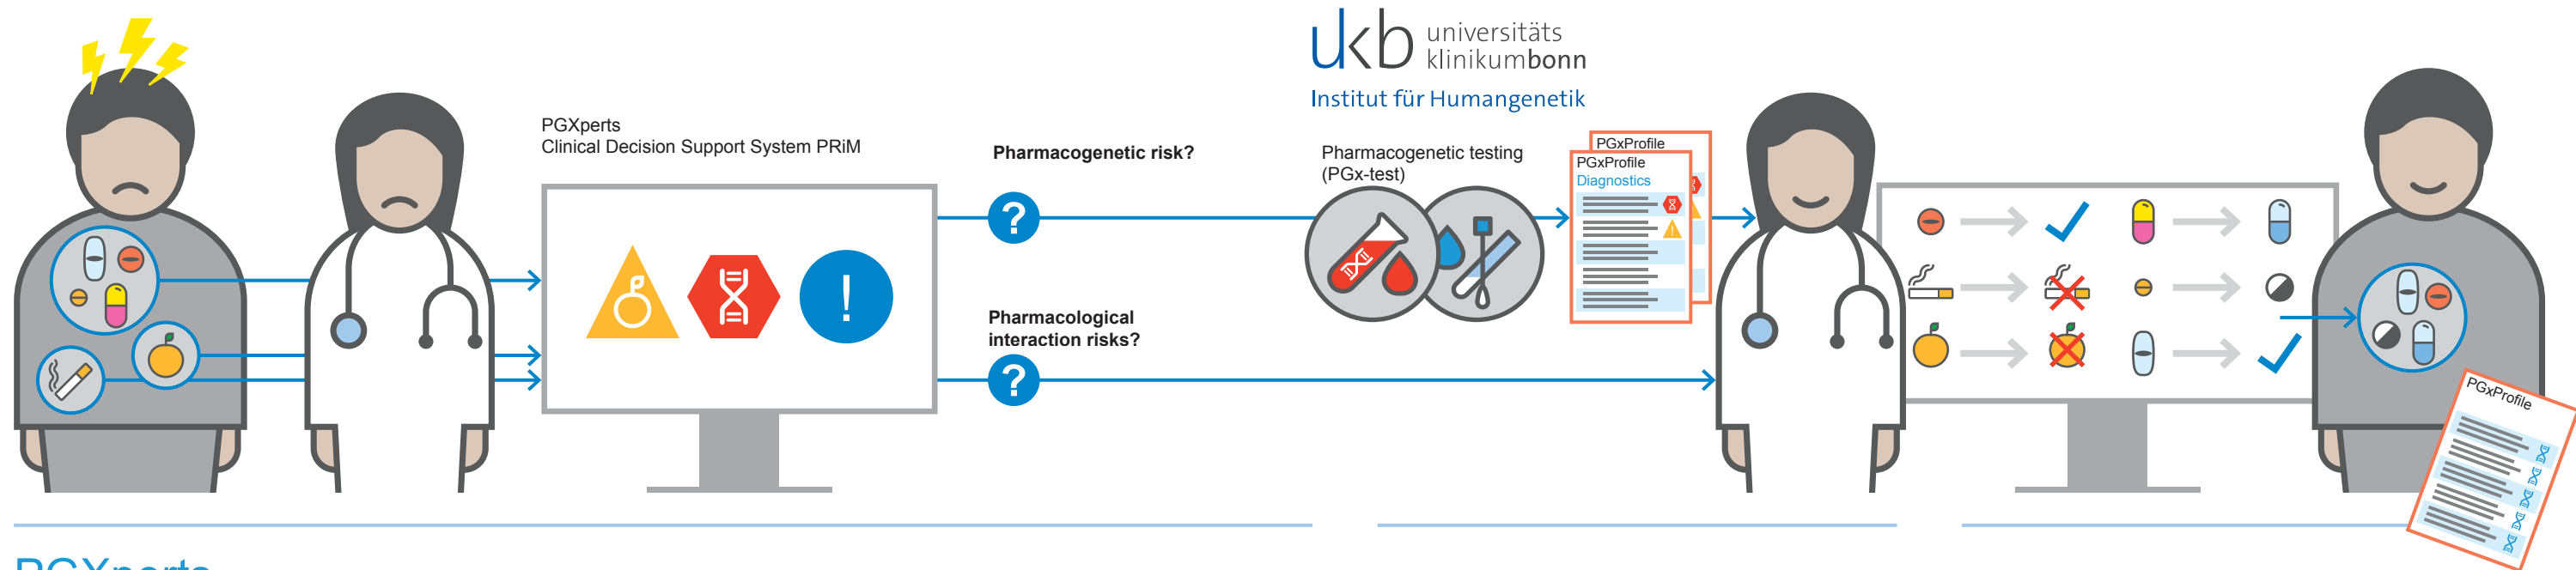 ukb universitäts
klinikumbonn
Institut für Humangenetik
PGXperts
Clinical Decision Support System PRiM
Pharmacogenetic risk?
?
Pharmacological
interaction risks?
?
!
Pharmacogenetic testing
(PGx-test)
PGxProfile
PGxProfile
Diagnostics
PGxProfile
PGXperts